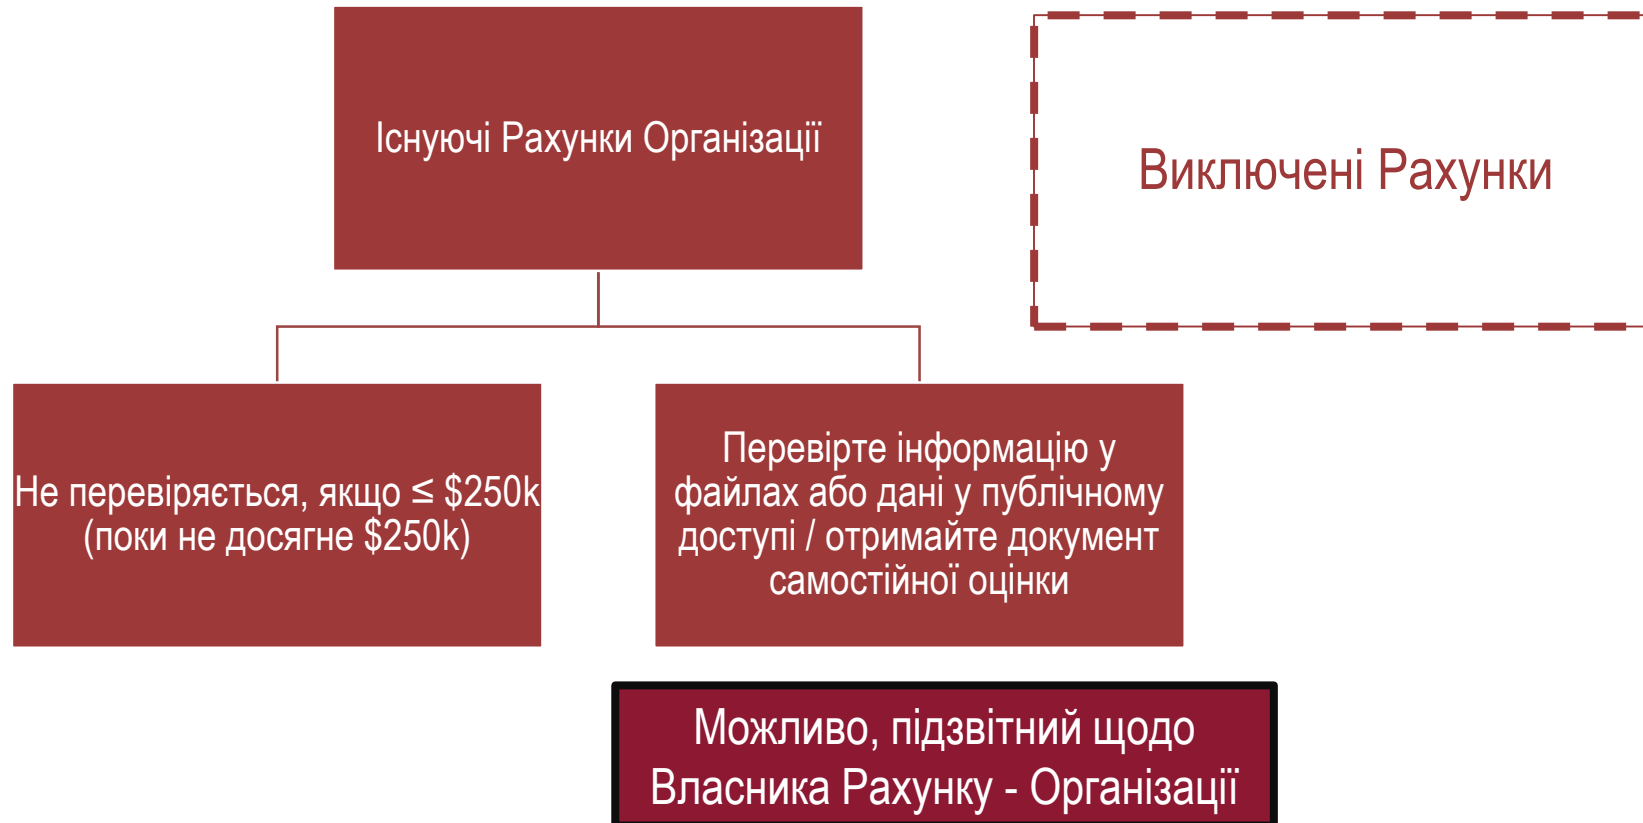 Існуючі Рахунки Організації
Виключені Рахунки
Не перевіряється, якщо ≤ $250k
(поки не досягне $250k)
Перевірте інформацію у
файлах або дані у публічному
доступі / отримайте документ
самостійної оцінки
Можливо, підзвітний щодо
Власника Рахунку - Організації